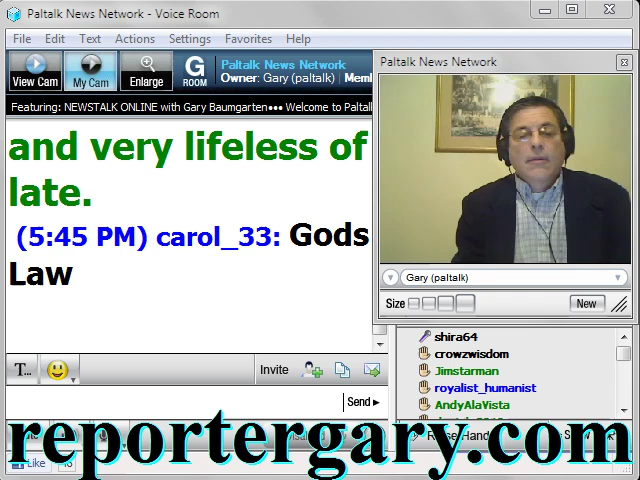 Paltalk News Network - Voice Room
File Edit Text Actions Settings Favorites Help
View Cam
My Cam
Enlarge
G
ROOM
Paltalk News Network
Owner: Gary (paltalk) | Memb
Featuring: NEWSTALK ONLINE with Gary Baumgarten••• Welcome to Paltall
and very lifeless of
late.
(5:45 PM) carol_33: Gods
Law
Paltalk News Network
Gary (paltalk)
Size
New
shira64
crowzwisdom
Jimstarman
royalist_humanist
AndyAlaVista
T...
Invite
Send
reportergary.com
Like